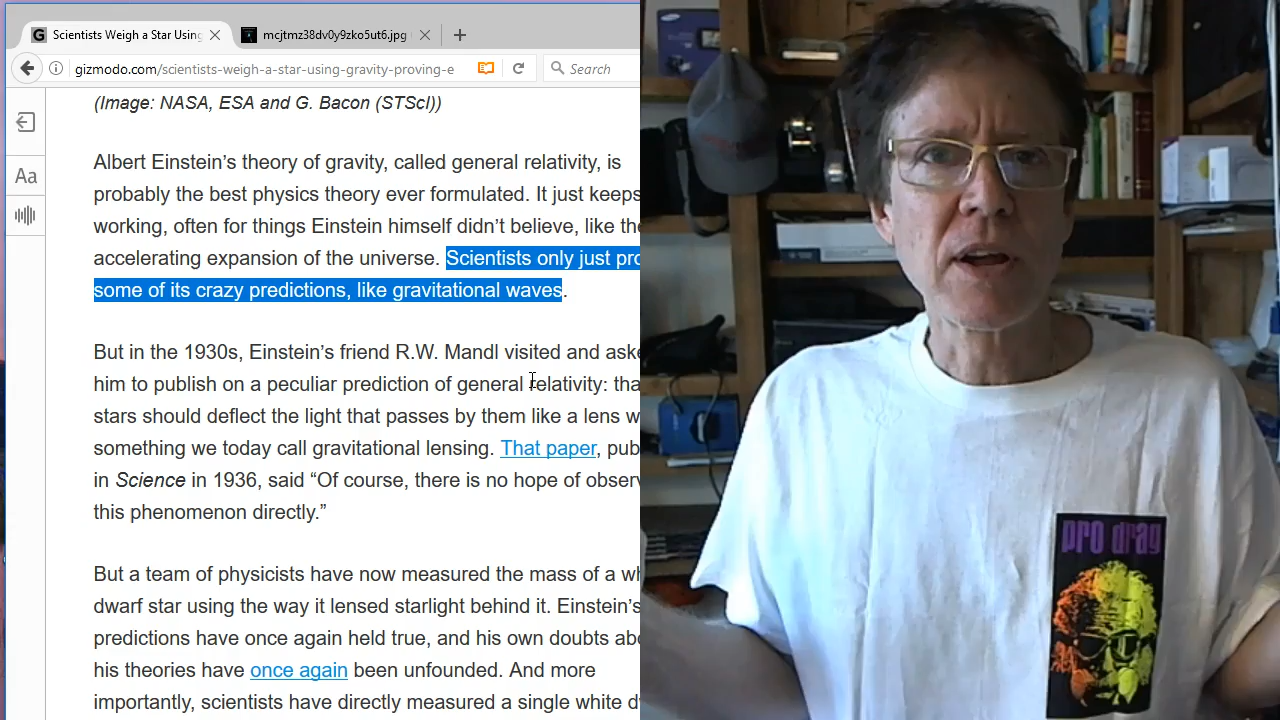 Scientists Weigh a Star Using
mcjtmz38dv0y9zko5ut6.jpg
gizmodo.com/scientists-weigh-a-star-using-gravity-proving-e
Search
(Image: NASA, ESA and G. Bacon (STScI))
Aa
Albert Einstein’s theory of gravity, called general relativity, is
probably the best physics theory ever formulated. It just keeps
working, often for things Einstein himself didn’t believe, like the
accelerating expansion of the universe. Scientists only just pro
some of its crazy predictions, like gravitational waves.
But in the 1930s, Einstein’s friend R.W. Mandl visited and aske
him to publish on a peculiar prediction of general relativity: tha
stars should deflect the light that passes by them like a lens w
something we today call gravitational lensing. That paper, pub
in Science in 1936, said “Of course, there is no hope of observ
this phenomenon directly.”
But a team of physicists have now measured the mass of a wh
dwarf star using the way it lensed starlight behind it. Einstein’s
predictions have once again held true, and his own doubts abo
his theories have once again been unfounded. And more
importantly, scientists have directly measured a single white d
pro drag